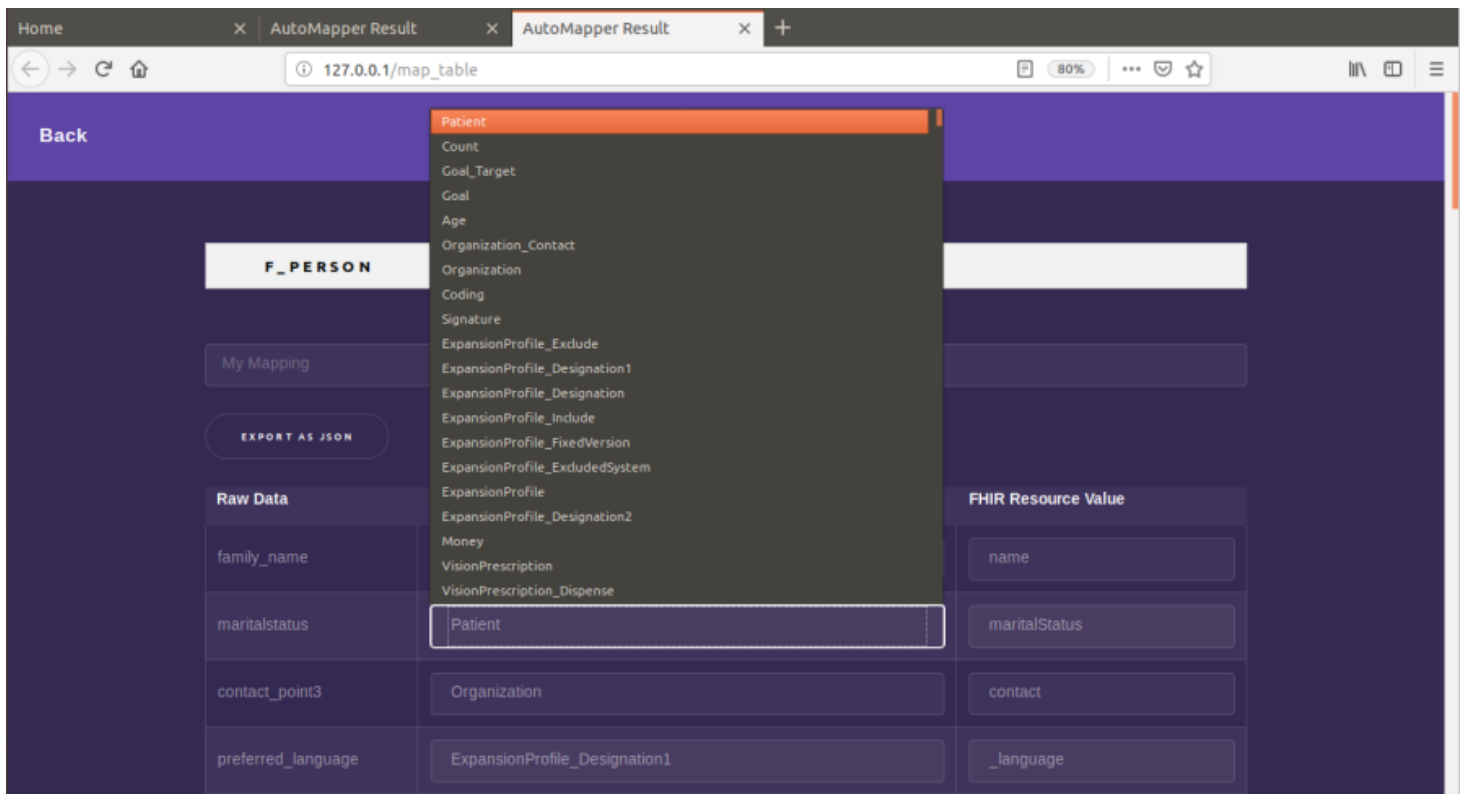 Home
AutoMapper Result
AutoMapper Result
127.0.0.1/map_table
80%
Back
Patient
Count
Goal_Target
Goal
Age
Organization_Contact
Organization
Coding
Signature
ExpansionProfile_Exclude
ExpansionProfile_Designation1
ExpansionProfile_Designation
ExpansionProfile_Include
ExpansionProfile_FixedVersion
ExpansionProfile_ExcludedSystem
ExpansionProfile
ExpansionProfile_Designation2
Money
VisionPrescription
VisionPrescription_Dispense
F_PERSON
My Mapping
EXPORT AS JSON
Raw Data FHIR Resource Value
family_name name
maritalstatus Patient maritalStatus
contact_point3 Organization contact
preferred_language ExpansionProfile_Designation1 _language